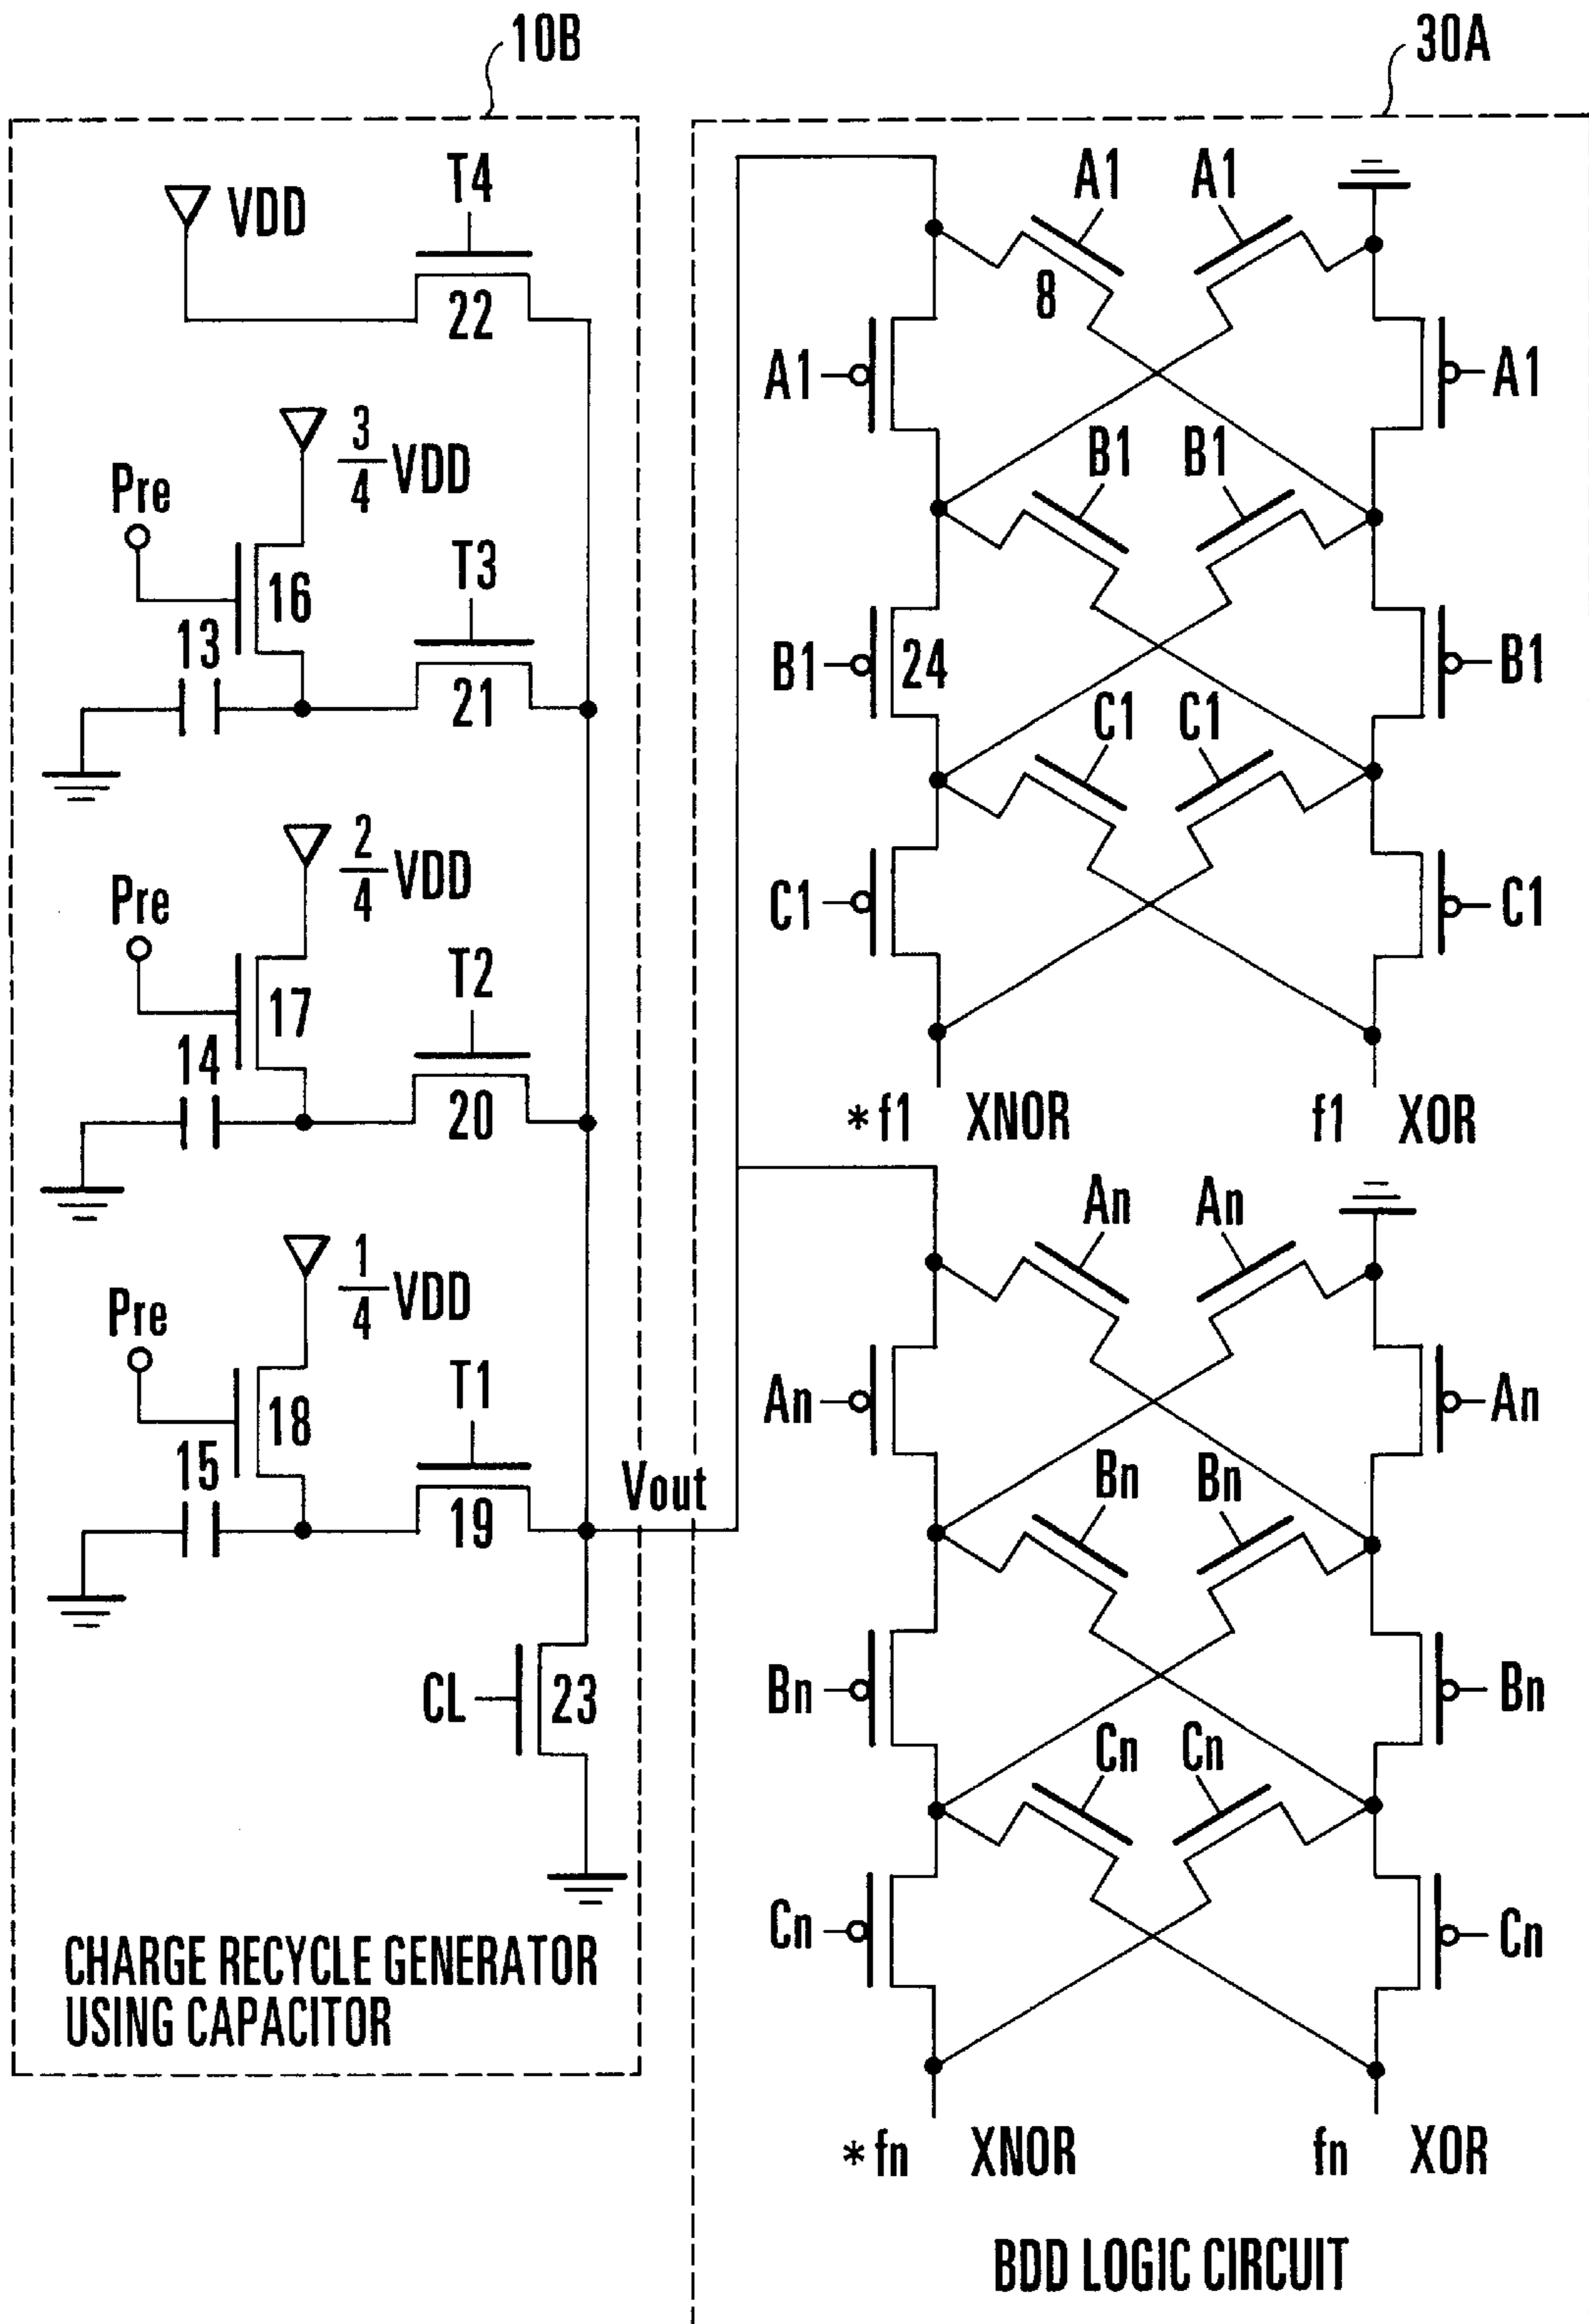 10B
30A
T4
VDD
22
3/4 VDD
Pre
16
13
T3
21
2/4 VDD
Pre
17
14
T2
20
1/4 VDD
Pre
18
15
T1
19
Vout
CL
23
CHARGE RECYCLE GENERATOR
USING CAPACITOR
A1
A1
8
A1
A1
B1
B1
B1
24
B1
C1
C1
C1
C1
*f1 XNOR
f1 XOR
An
An
An
An
Bn
Bn
Bn
Bn
Cn
Cn
Cn
Cn
*fn XNOR
fn XOR
BDD LOGIC CIRCUIT